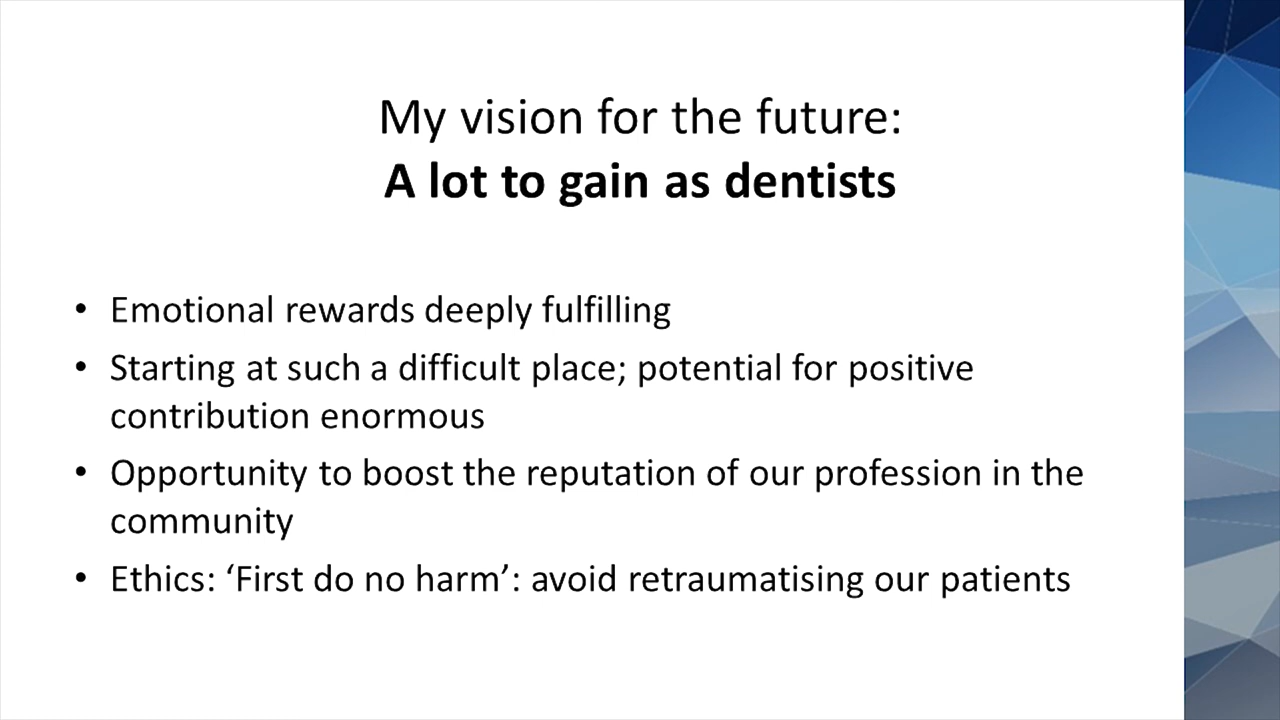 My vision for the future:
A lot to gain as dentists
• Emotional rewards deeply fulfilling
• Starting at such a difficult place; potential for positive
contribution enormous
• Opportunity to boost the reputation of our profession in the
community
• Ethics: ‘First do no harm’: avoid retraumatising our patients